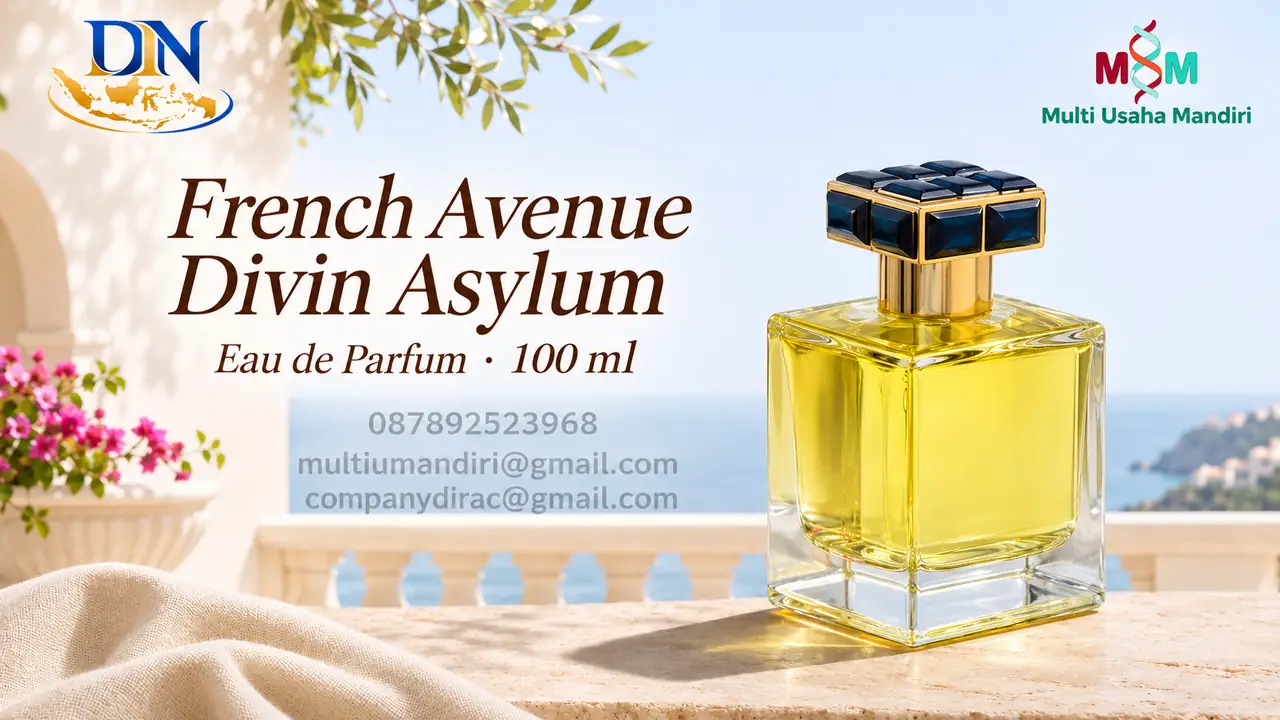 DIN
MSM
Multi Usaha Mandiri
French Avenue
Divin Asylum
Eau de Parfum · 100 ml
087892523968
multiumandiri@gmail.com
companydirac@gmail.com